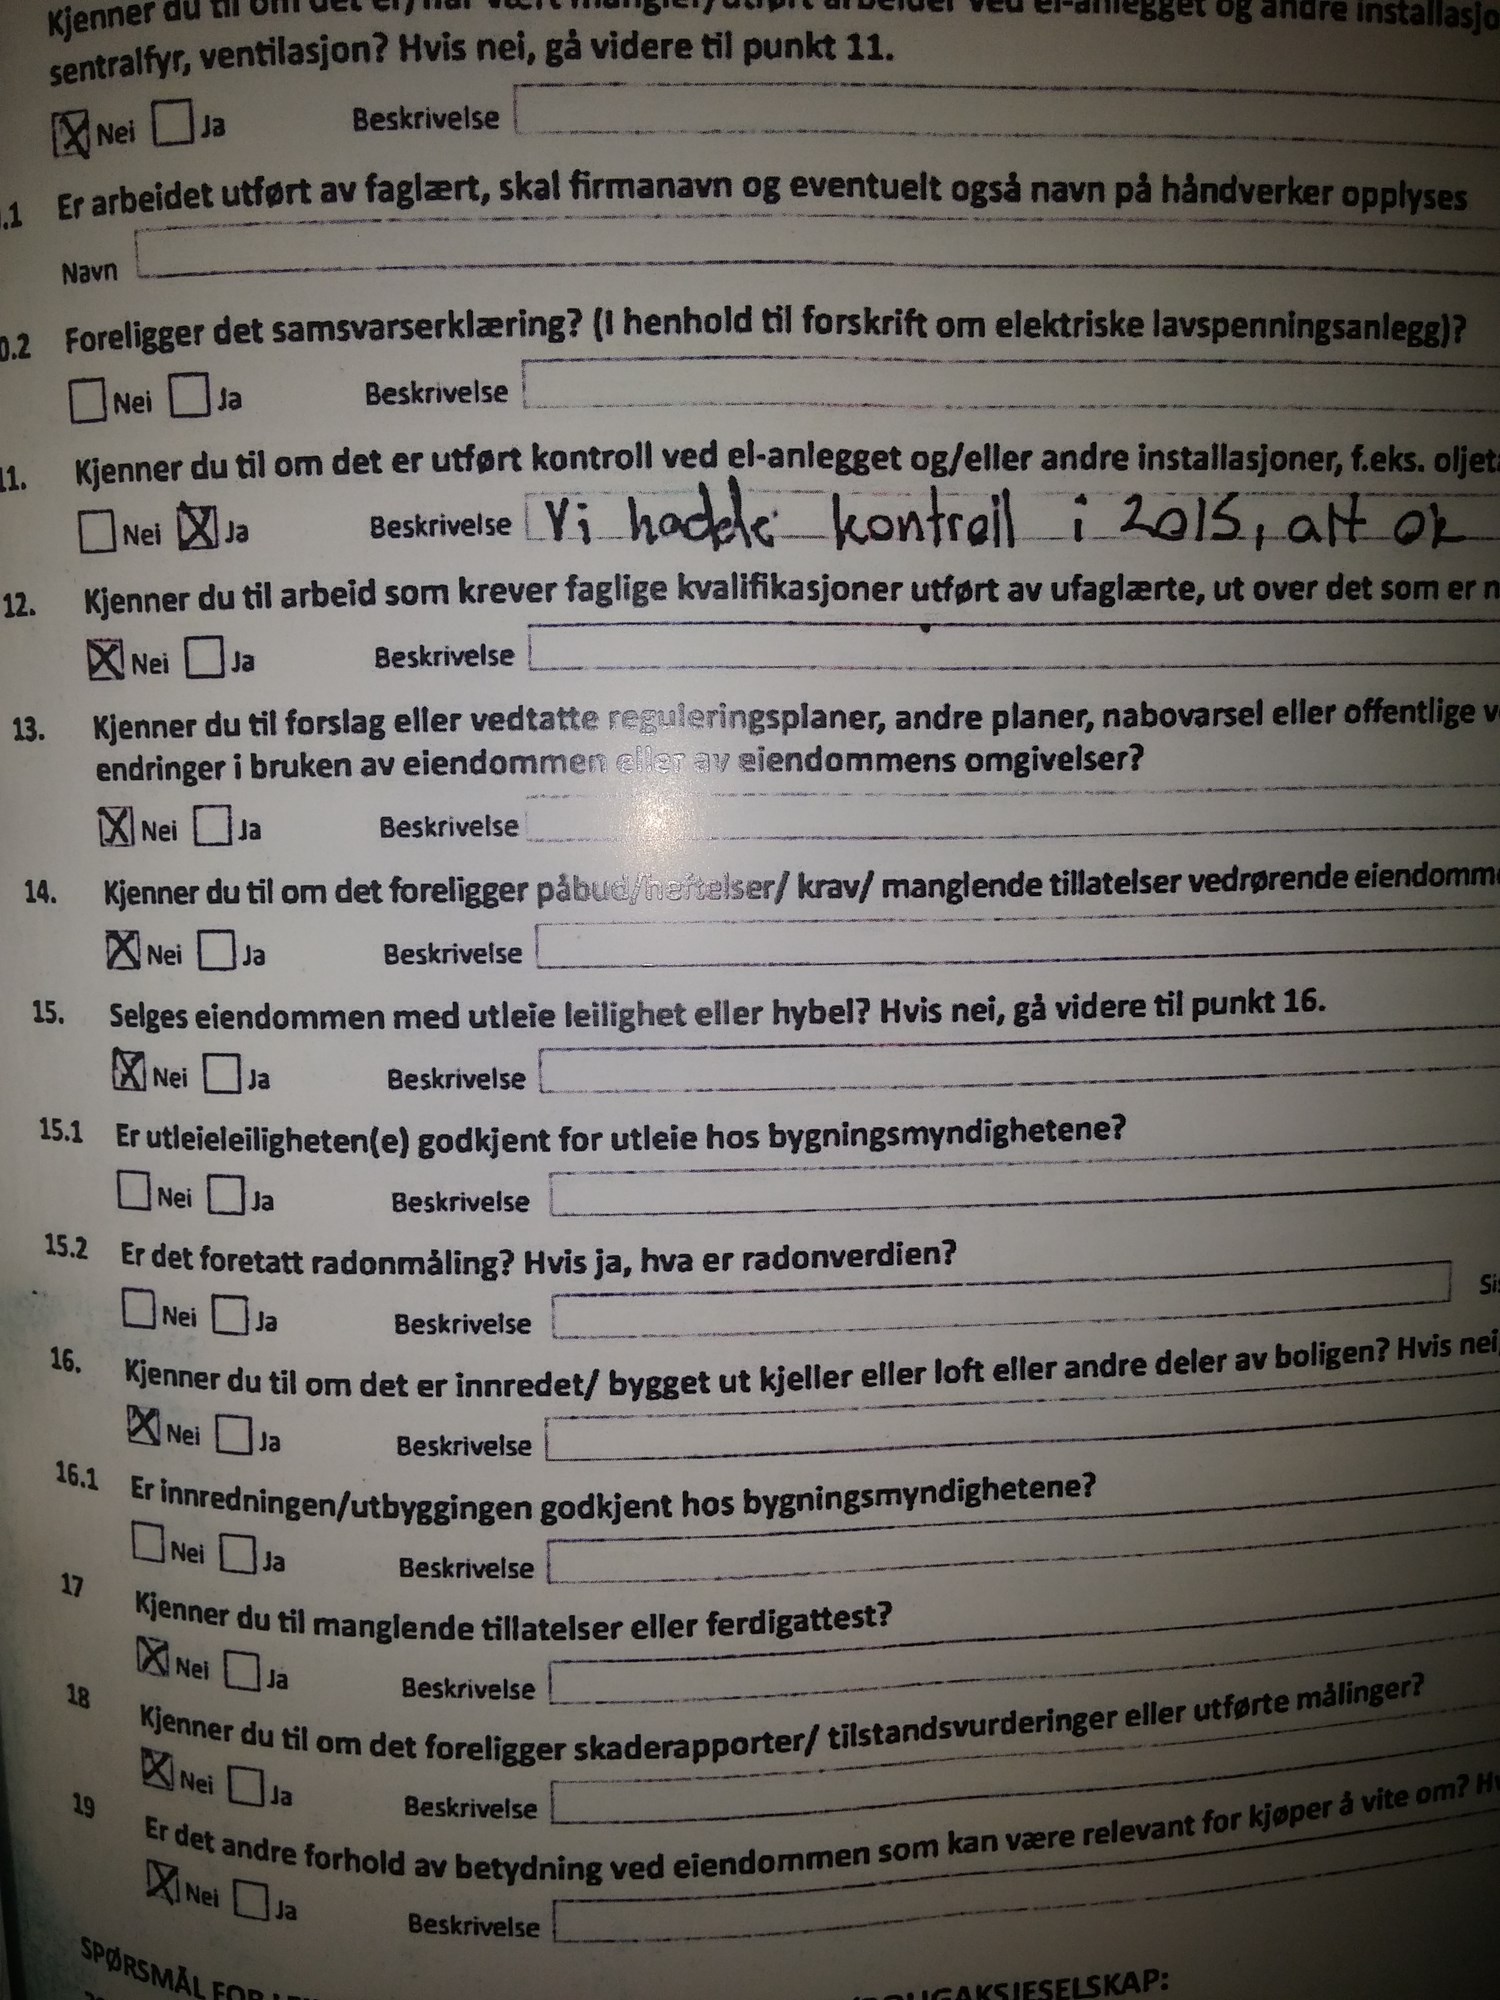 Kjenner du til om det er/har vært mangler/utført arbeider ved el-anlegget og andre installasjo
sentralfyr, ventilasjon? Hvis nei, gå videre til punkt 11.
X Nei Ja Beskrivelse
.1 Er arbeidet utført av faglært, skal firmanavn og eventuelt også navn på håndverker opplyses
Navn
0.2 Foreligger det samsvarserklæring? (I henhold til forskrift om elektriske lavspenningsanlegg)?
Nei Ja Beskrivelse
11. Kjenner du til om det er utført kontroll ved el-anlegget og/eller andre installasjoner, f.eks. oljet
Nei X Ja Beskrivelse Vi hadde kontroll i 2015, alt ok
12. Kjenner du til arbeid som krever faglige kvalifikasjoner utført av ufaglærte, ut over det som er n
X Nei Ja Beskrivelse
13. Kjenner du til forslag eller vedtatte reguleringsplaner, andre planer, nabovarsel eller offentlige v
endringer i bruken av eiendommen eller av eiendommens omgivelser?
X Nei Ja Beskrivelse
14. Kjenner du til om det foreligger påbud/heftelser/ krav/ manglende tillatelser vedrørende eiendomm
X Nei Ja Beskrivelse
15. Selges eiendommen med utleie leilighet eller hybel? Hvis nei, gå videre til punkt 16.
X Nei Ja Beskrivelse
15.1 Er utleieleiligheten(e) godkjent for utleie hos bygningsmyndighetene?
Nei Ja Beskrivelse
15.2 Er det foretatt radonmåling? Hvis ja, hva er radonverdien?
Nei Ja Beskrivelse Si
16. Kjenner du til om det er innredet/ bygget ut kjeller eller loft eller andre deler av boligen? Hvis nei,
X Nei Ja Beskrivelse
16.1 Er innredningen/utbyggingen godkjent hos bygningsmyndighetene?
Nei Ja Beskrivelse
17 Kjenner du til manglende tillatelser eller ferdigattest?
X Nei Ja Beskrivelse
18 Kjenner du til om det foreligger skaderapporter/ tilstandsvurderinger eller utførte målinger?
X Nei Ja Beskrivelse
19 Er det andre forhold av betydning ved eiendommen som kan være relevant for kjøper å vite om? Hv
X Nei Ja Beskrivelse
SPØRSMÅL FOR